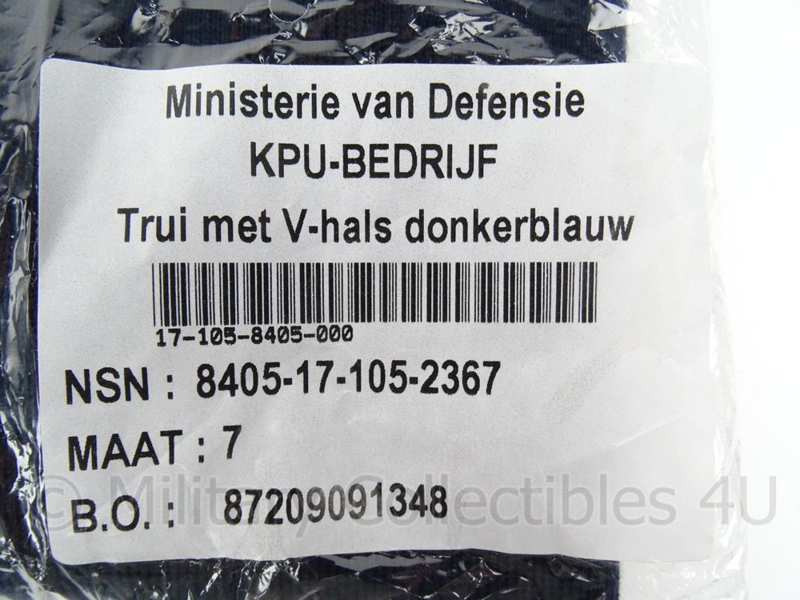 Ministerie van Defensie
KPU-BEDRIJF
Trui met V-hals donkerblauw
17-105-8405-000
NSN : 8405-17-105-2367
MAAT : 7
© Military Collectibles 4U
B.O. : 87209091348